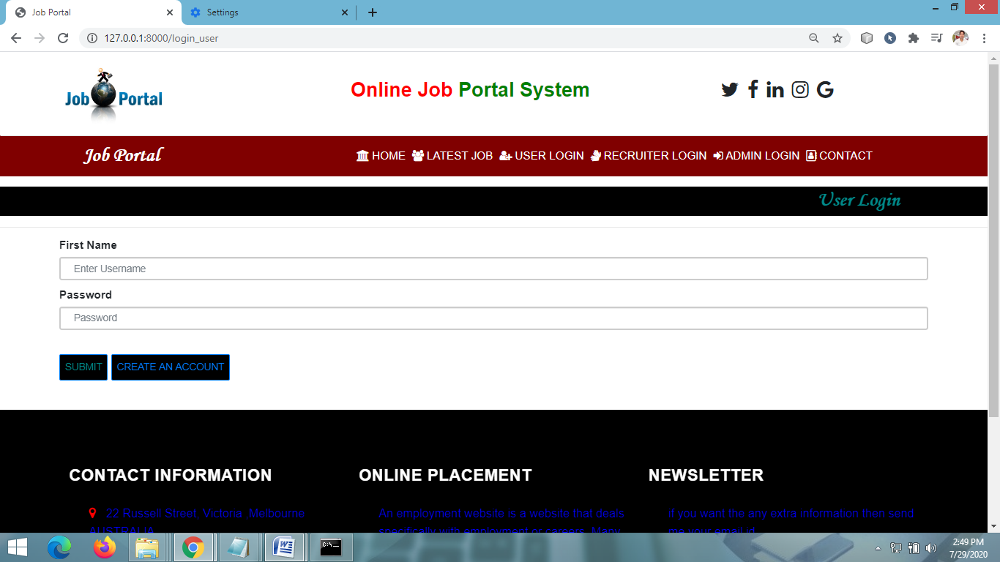 Job Portal
Settings
127.0.0.1:8000/login_user
Job Portal
Online Job Portal System
Job Portal
HOME LATEST JOB USER LOGIN RECRUITER LOGIN ADMIN LOGIN CONTACT
User Login
First Name
Enter Username
Password
Password
SUBMIT CREATE AN ACCOUNT
CONTACT INFORMATION
22 Russell Street, Victoria ,Melbourne
AUSTRALIA
ONLINE PLACEMENT
An employment website is a website that deals
specifically with employment or careers. Many
NEWSLETTER
if you want the any extra information then send
me your email id
C:\
2:49 PM
7/29/2020